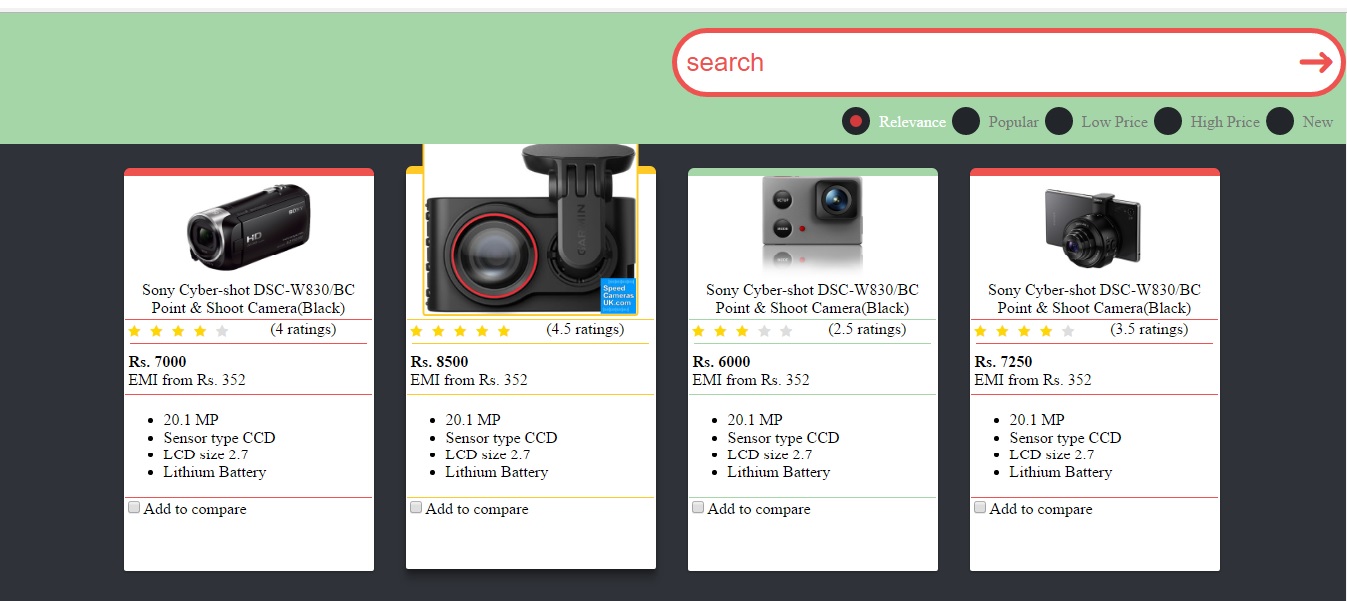 search
Relevance Popular Low Price High Price New
SONY
HD
Sony Cyber-shot DSC-W830/BC
Point & Shoot Camera(Black)
(4 ratings)
Rs. 7000
EMI from Rs. 352
20.1 MP
Sensor type CCD
LCD size 2.7
Lithium Battery
Add to compare
GARMIN
Speed
Cameras
UK.com
(4.5 ratings)
Rs. 8500
EMI from Rs. 352
20.1 MP
Sensor type CCD
LCD size 2.7
Lithium Battery
Add to compare
Sony Cyber-shot DSC-W830/BC
Point & Shoot Camera(Black)
(2.5 ratings)
Rs. 6000
EMI from Rs. 352
20.1 MP
Sensor type CCD
LCD size 2.7
Lithium Battery
Add to compare
Sony Cyber-shot DSC-W830/BC
Point & Shoot Camera(Black)
(3.5 ratings)
Rs. 7250
EMI from Rs. 352
20.1 MP
Sensor type CCD
LCD size 2.7
Lithium Battery
Add to compare